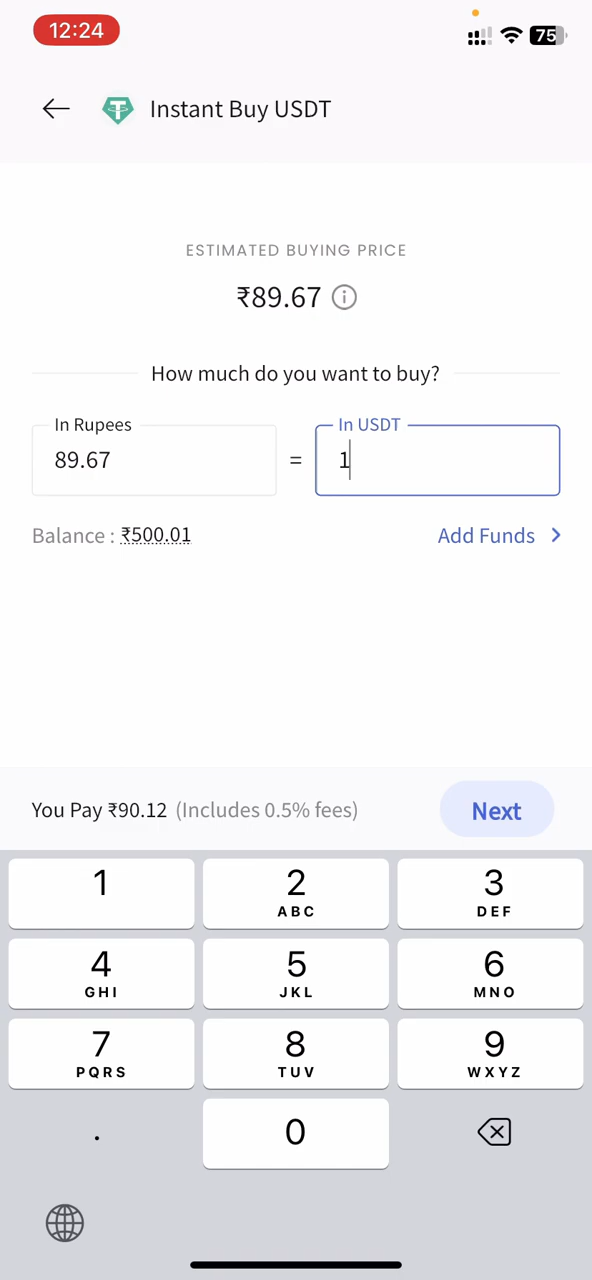 12:24
75
Instant Buy USDT
ESTIMATED BUYING PRICE
₹89.67
How much do you want to buy?
In Rupees
In USDT
89.67 = 1
Balance : ₹500.01
Add Funds
You Pay ₹90.12 (Includes 0.5% fees)
Next
1 2 3
ABC DEF
4 5 6
GHI JKL MNO
7 8 9
PQRS TUV WXYZ
. 0